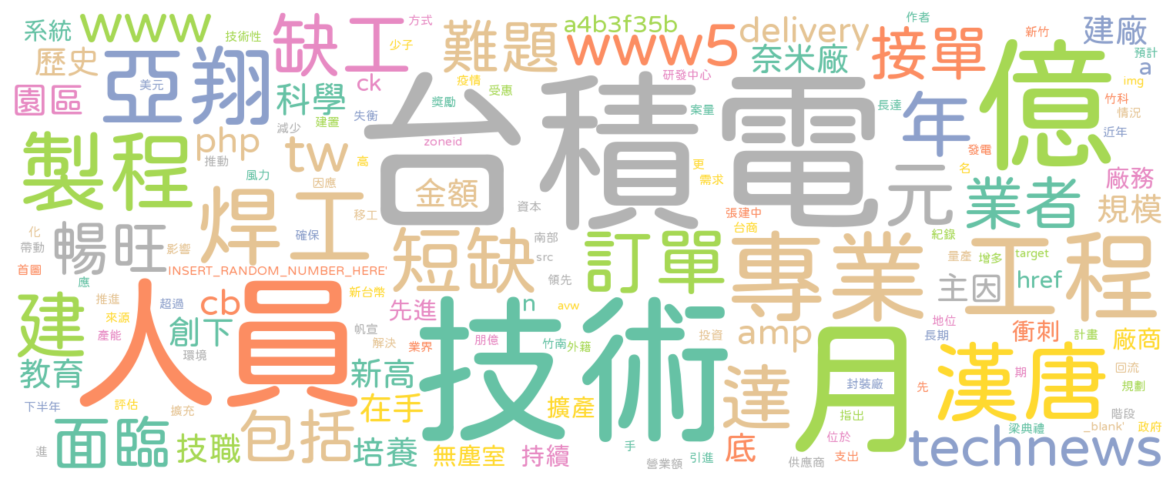 系統
www
技術性
缺工
方式
少子
難題
a4b3f35b
www5
delivery
作者
接單
新竹
建廠
預計
a
歷史
亞翔
美元
ck
疫情
受惠
研發中心
奈米廠
img
竹科
情況
園區
科學
建置
失衡
獎勵
台積電
案量
長達
年
億
近年
製程
php
減少
tw
zoneid
發電
推動
風力
高
更
需求
名
元
業者
廠務
因應
金額
規模
焊工
移工
資本
張建中
台商
化
帶動
暢旺
影響
確保
短缺
南部
src
領先
訂單
專業
紀錄
量產
增多
target
工程
首圖
應
INSERT_RANDOM_NUMBER_HERE'
主因
href
建
推進
來源
產能
超過
cb
新台幣
先進
n
avw
人員
創下
帆宣
解決
業界
朋億
竹南
外籍
技術
投資
amp
月
地位
長期
衝刺
計畫
廠商
環境
教育
新高
達
封裝廠
先
期
漢唐
回流
規劃
下半年
評估
擴充
在手
擴產
指出
階段
進
面臨
技職
包括
培養
無塵室
持續
手
營業額
引進
底
位於
支出
供應商
梁典禮
_blank'
政府
technews